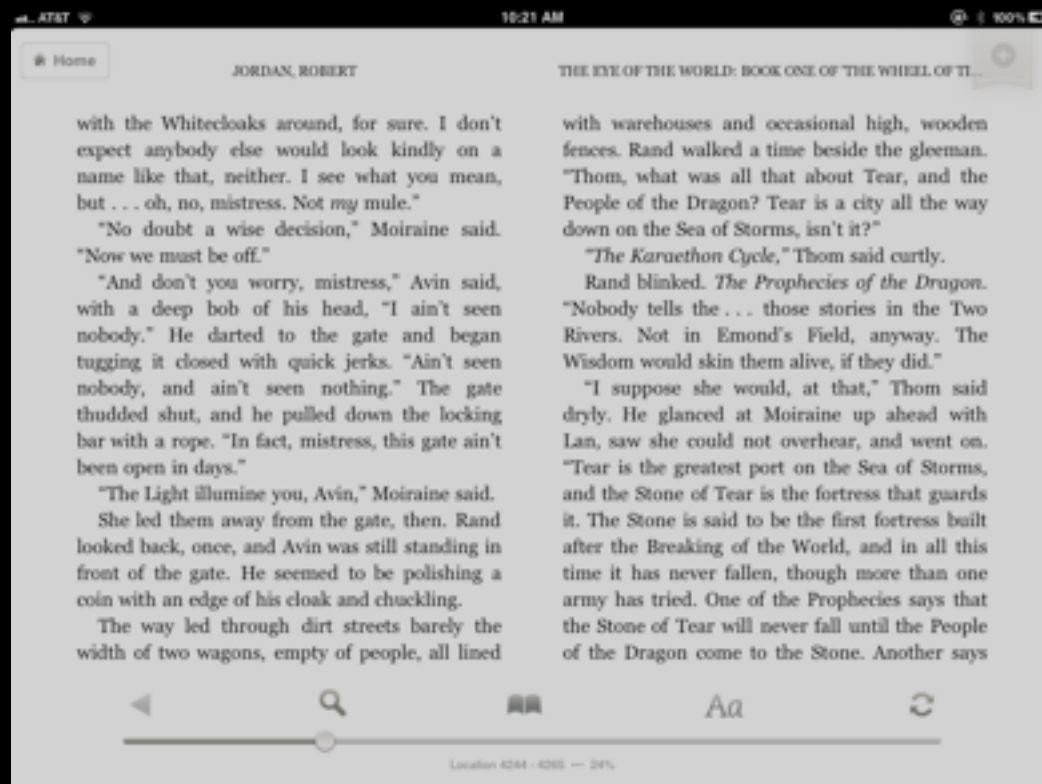 AT&T
10:21 AM
100%
Home
JORDAN, ROBERT
THE EYE OF THE WORLD: BOOK ONE OF 'THE WHEEL OF TI...
with the Whitecloaks around, for sure. I don't
expect anybody else would look kindly on a
name like that, neither. I see what you mean,
but . . . oh, no, mistress. Not my mule.”
“No doubt a wise decision,” Moiraine said.
“Now we must be off.”
“And don't you worry, mistress,” Avin said,
with a deep bob of his head, “I ain't seen
nobody.” He darted to the gate and began
tugging it closed with quick jerks. “Ain't seen
nobody, and ain't seen nothing.” The gate
thudded shut, and he pulled down the locking
bar with a rope. “In fact, mistress, this gate ain't
been open in days.”
“The Light illumine you, Avin,” Moiraine said.
She led them away from the gate, then. Rand
looked back, once, and Avin was still standing in
front of the gate. He seemed to be polishing a
coin with an edge of his cloak and chuckling.
The way led through dirt streets barely the
width of two wagons, empty of people, all lined
with warehouses and occasional high, wooden
fences. Rand walked a time beside the gleeman.
“Thom, what was all that about Tear, and the
People of the Dragon? Tear is a city all the way
down on the Sea of Storms, isn't it?”
“The Karaethon Cycle,” Thom said curtly.
Rand blinked. The Prophecies of the Dragon.
“Nobody tells the . . . those stories in the Two
Rivers. Not in Emond's Field, anyway. The
Wisdom would skin them alive, if they did.”
“I suppose she would, at that,” Thom said
dryly. He glanced at Moiraine up ahead with
Lan, saw she could not overhear, and went on.
“Tear is the greatest port on the Sea of Storms,
and the Stone of Tear is the fortress that guards
it. The Stone is said to be the first fortress built
after the Breaking of the World, and in all this
time it has never fallen, though more than one
army has tried. One of the Prophecies says that
the Stone of Tear will never fall until the People
of the Dragon come to the Stone. Another says
Aa
Location 4244 - 4265 — 24%